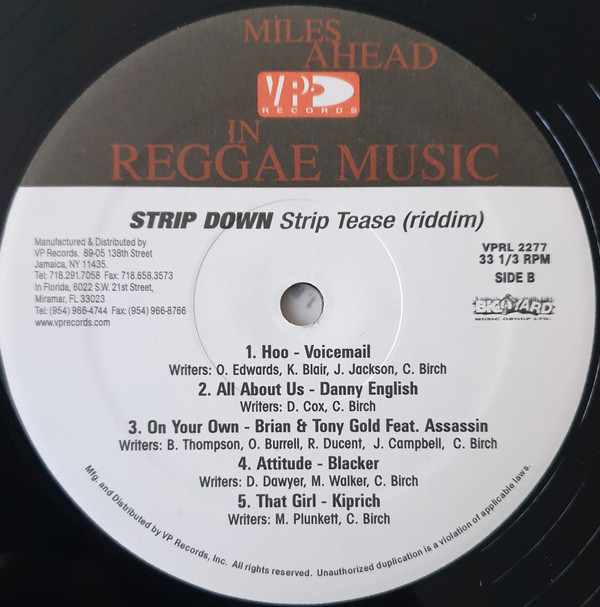 MILES
AHEAD
VP
RECORDS
IN
REGGAE MUSIC
STRIP DOWN Strip Tease (riddim)
Manufactured & Distributed by
VP Records. 89-05 138th Street
Jamaica, NY 11435.
Tel: 718.291.7058 Fax: 718.658.3573
In Florida, 6022 S.W. 21st Street,
Miramar, FL 33023
Tel: (954) 966-4744 Fax: (954) 966-8766
www.vprecords.com
VPRL 2277
33 1/3 RPM
SIDE B
BIG YARD
MUSIC GROUP LTD.
1. Hoo - Voicemail
Writers: O. Edwards, K. Blair, J. Jackson, C. Birch
2. All About Us - Danny English
Writers: D. Cox, C. Birch
3. On Your Own - Brian & Tony Gold Feat. Assassin
Writers: B. Thompson, O. Burrell, R. Ducent, J. Campbell, C. Birch
4. Attitude - Blacker
Writers: D. Dawyer, M. Walker, C. Birch
5. That Girl - Kiprich
Writers: M. Plunkett, C. Birch
Mfg. and Distributed by VP Records, Inc. All rights reserved. Unauthorized duplication is a violation of applicable laws.